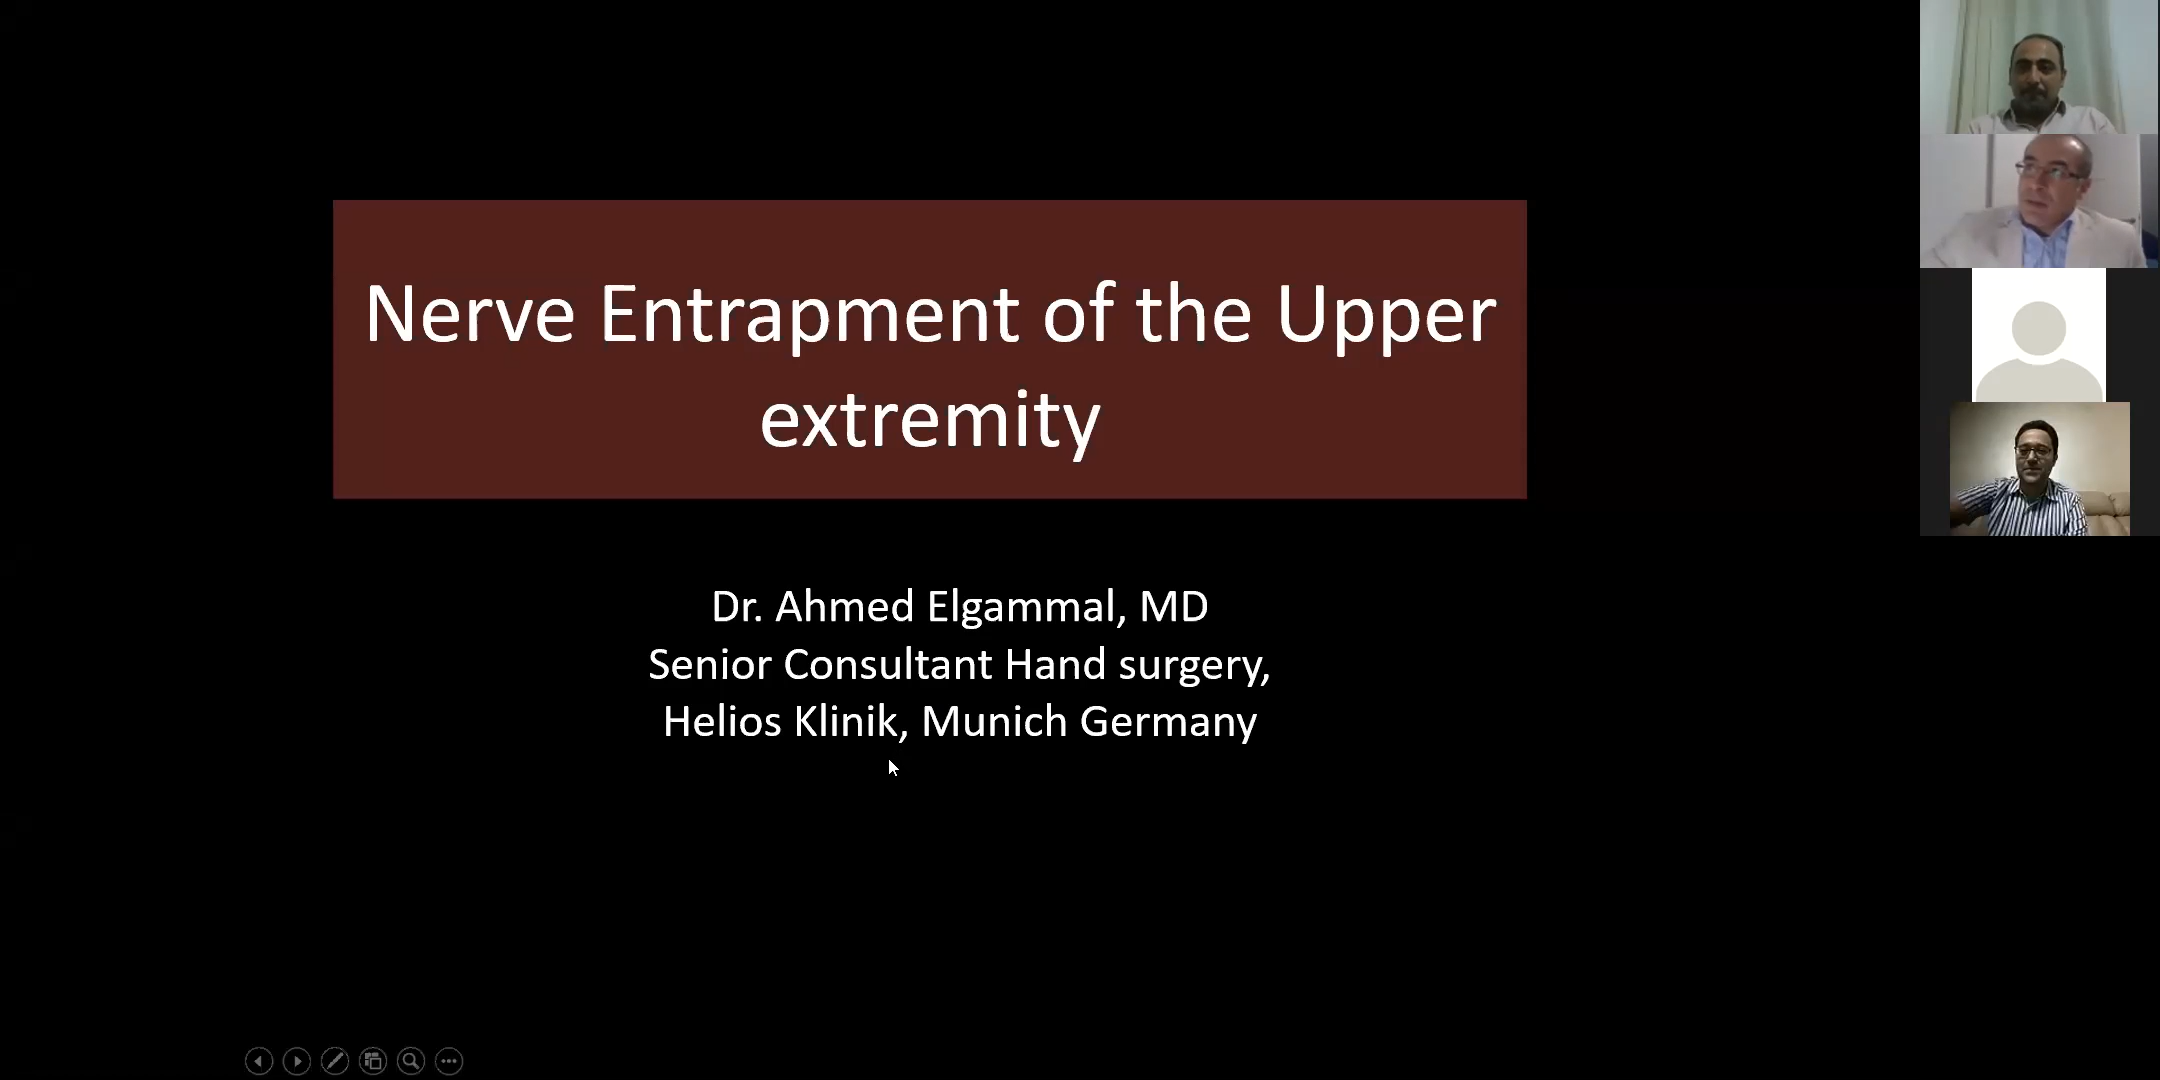 Nerve Entrapment of the Upper
extremity
Dr. Ahmed Elgammal, MD
Senior Consultant Hand surgery,
Helios Klinik, Munich Germany